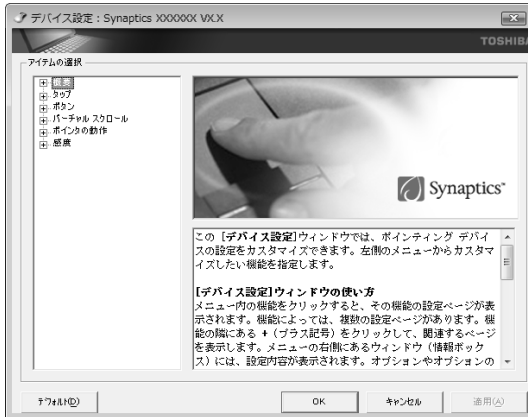 デバイス設定：Synaptics XXXXXX VX.X
TOSHIBA
アイテムの選択
概要
タップ
ボタン
バーチャル スクロール
ポインタの動作
感度
Synaptics
この [デバイス設定]ウィンドウでは、ポインティング デバイ
スの設定をカスタマイズできます。左側のメニューからカスタマ
イズしたい機能を指定します。
[デバイス設定]ウィンドウの使い方
メニュー内の機能をクリックすると、その機能の設定ページが表
示されます。機能によっては、複数の設定ページがあります。機
能の隣にある +（プラス記号）をクリックして、関連するページ
を表示します。メニューの右側にあるウィンドウ（情報ボック
ス）には、設定内容が表示されます。オプションやオプションの
デフォルト(D)
OK
キャンセル
適用(A)